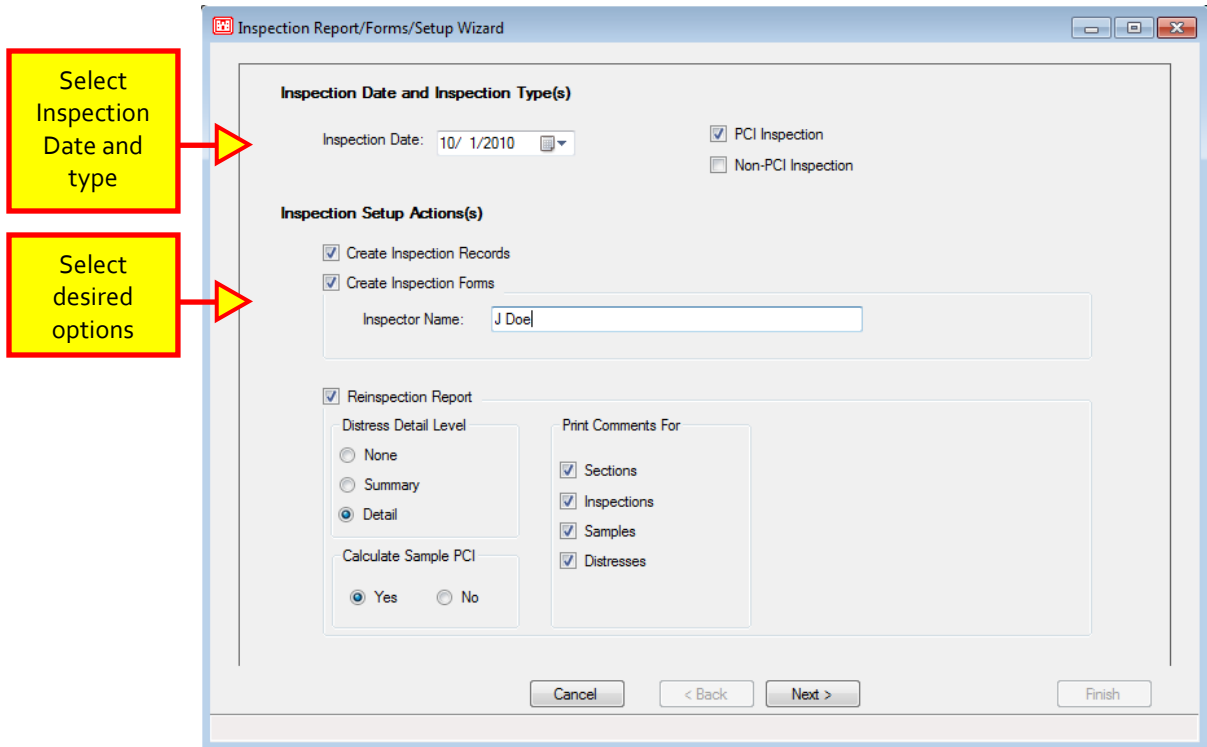 Inspection Report/Forms/Setup Wizard
Select
Inspection
Date and
type
Inspection Date and Inspection Type(s)
Inspection Date: 10/ 1/2010
PCI Inspection
Non-PCI Inspection
Inspection Setup Actions(s)
Select
desired
options
Create Inspection Records
Create Inspection Forms
Inspector Name: J Doe
Reinspection Report
Distress Detail Level
None
Summary
Detail
Calculate Sample PCI
Yes No
Print Comments For
Sections
Inspections
Samples
Distresses
Cancel < Back Next > Finish